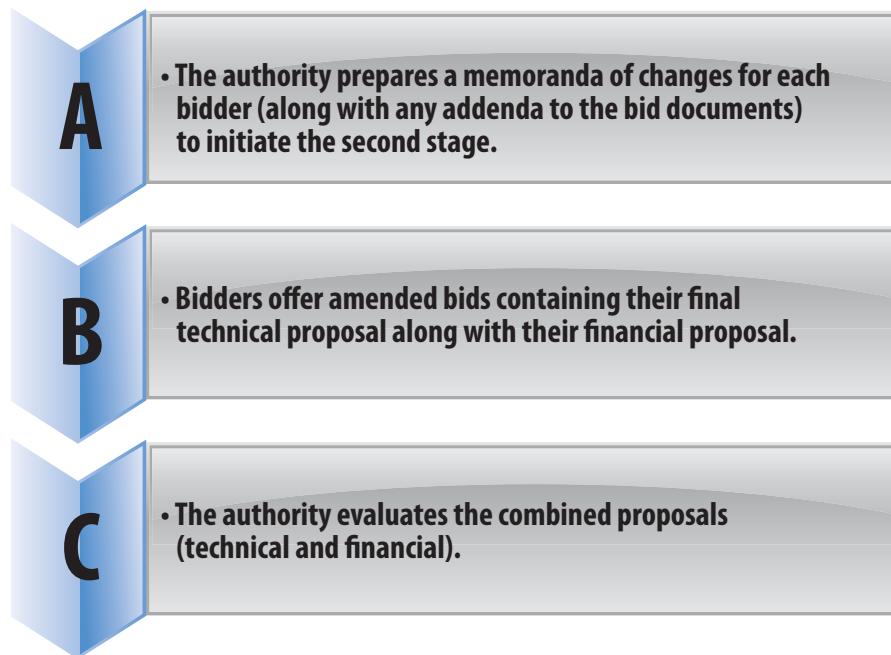 A
• The authority prepares a memoranda of changes for each
bidder (along with any addenda to the bid documents)
to initiate the second stage.
B
• Bidders offer amended bids containing their final
technical proposal along with their financial proposal.
C
• The authority evaluates the combined proposals
(technical and financial).